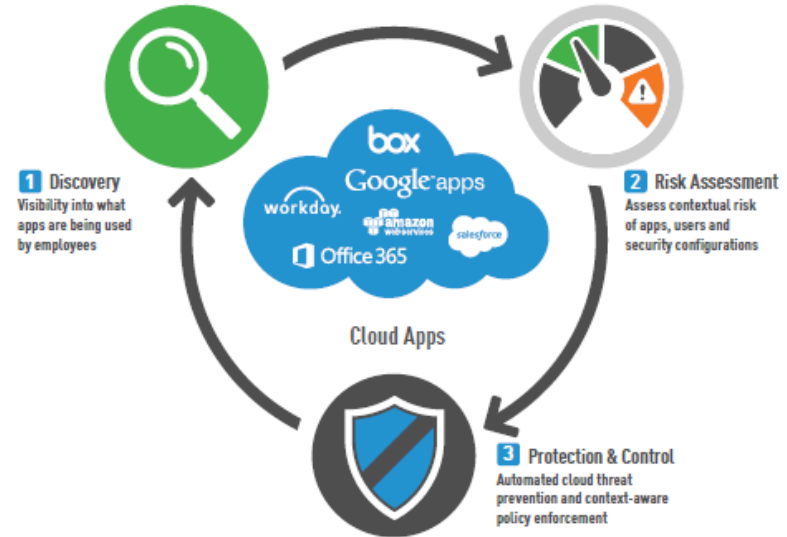 box
Google apps
workday.
amazon
webservices
salesforce
Office 365
Cloud Apps
1 Discovery
Visibility into what
apps are being used
by employees
2 Risk Assessment
Assess contextual risk
of apps, users and
security configurations
3 Protection & Control
Automated cloud threat
prevention and context-aware
policy enforcement